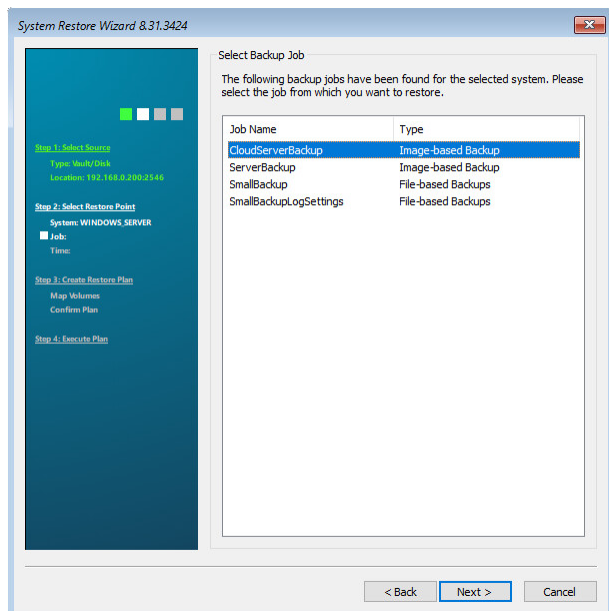 System Restore Wizard 8.31.3424
Step 1: Select Source
Type: Vault/Disk
Location: 192.168.0.200:2546
Step 2: Select Restore Point
System: WINDOWS_SERVER
Job:
Time:
Step 3: Create Restore Plan
Map Volumes
Confirm Plan
Step 4: Execute Plan
Select Backup Job
The following backup jobs have been found for the selected system. Please
select the job from which you want to restore.
Job Name Type
CloudServerBackup Image-based Backup
ServerBackup Image-based Backup
SmallBackup File-based Backups
SmallBackupLogSettings File-based Backups
< Back Next > Cancel